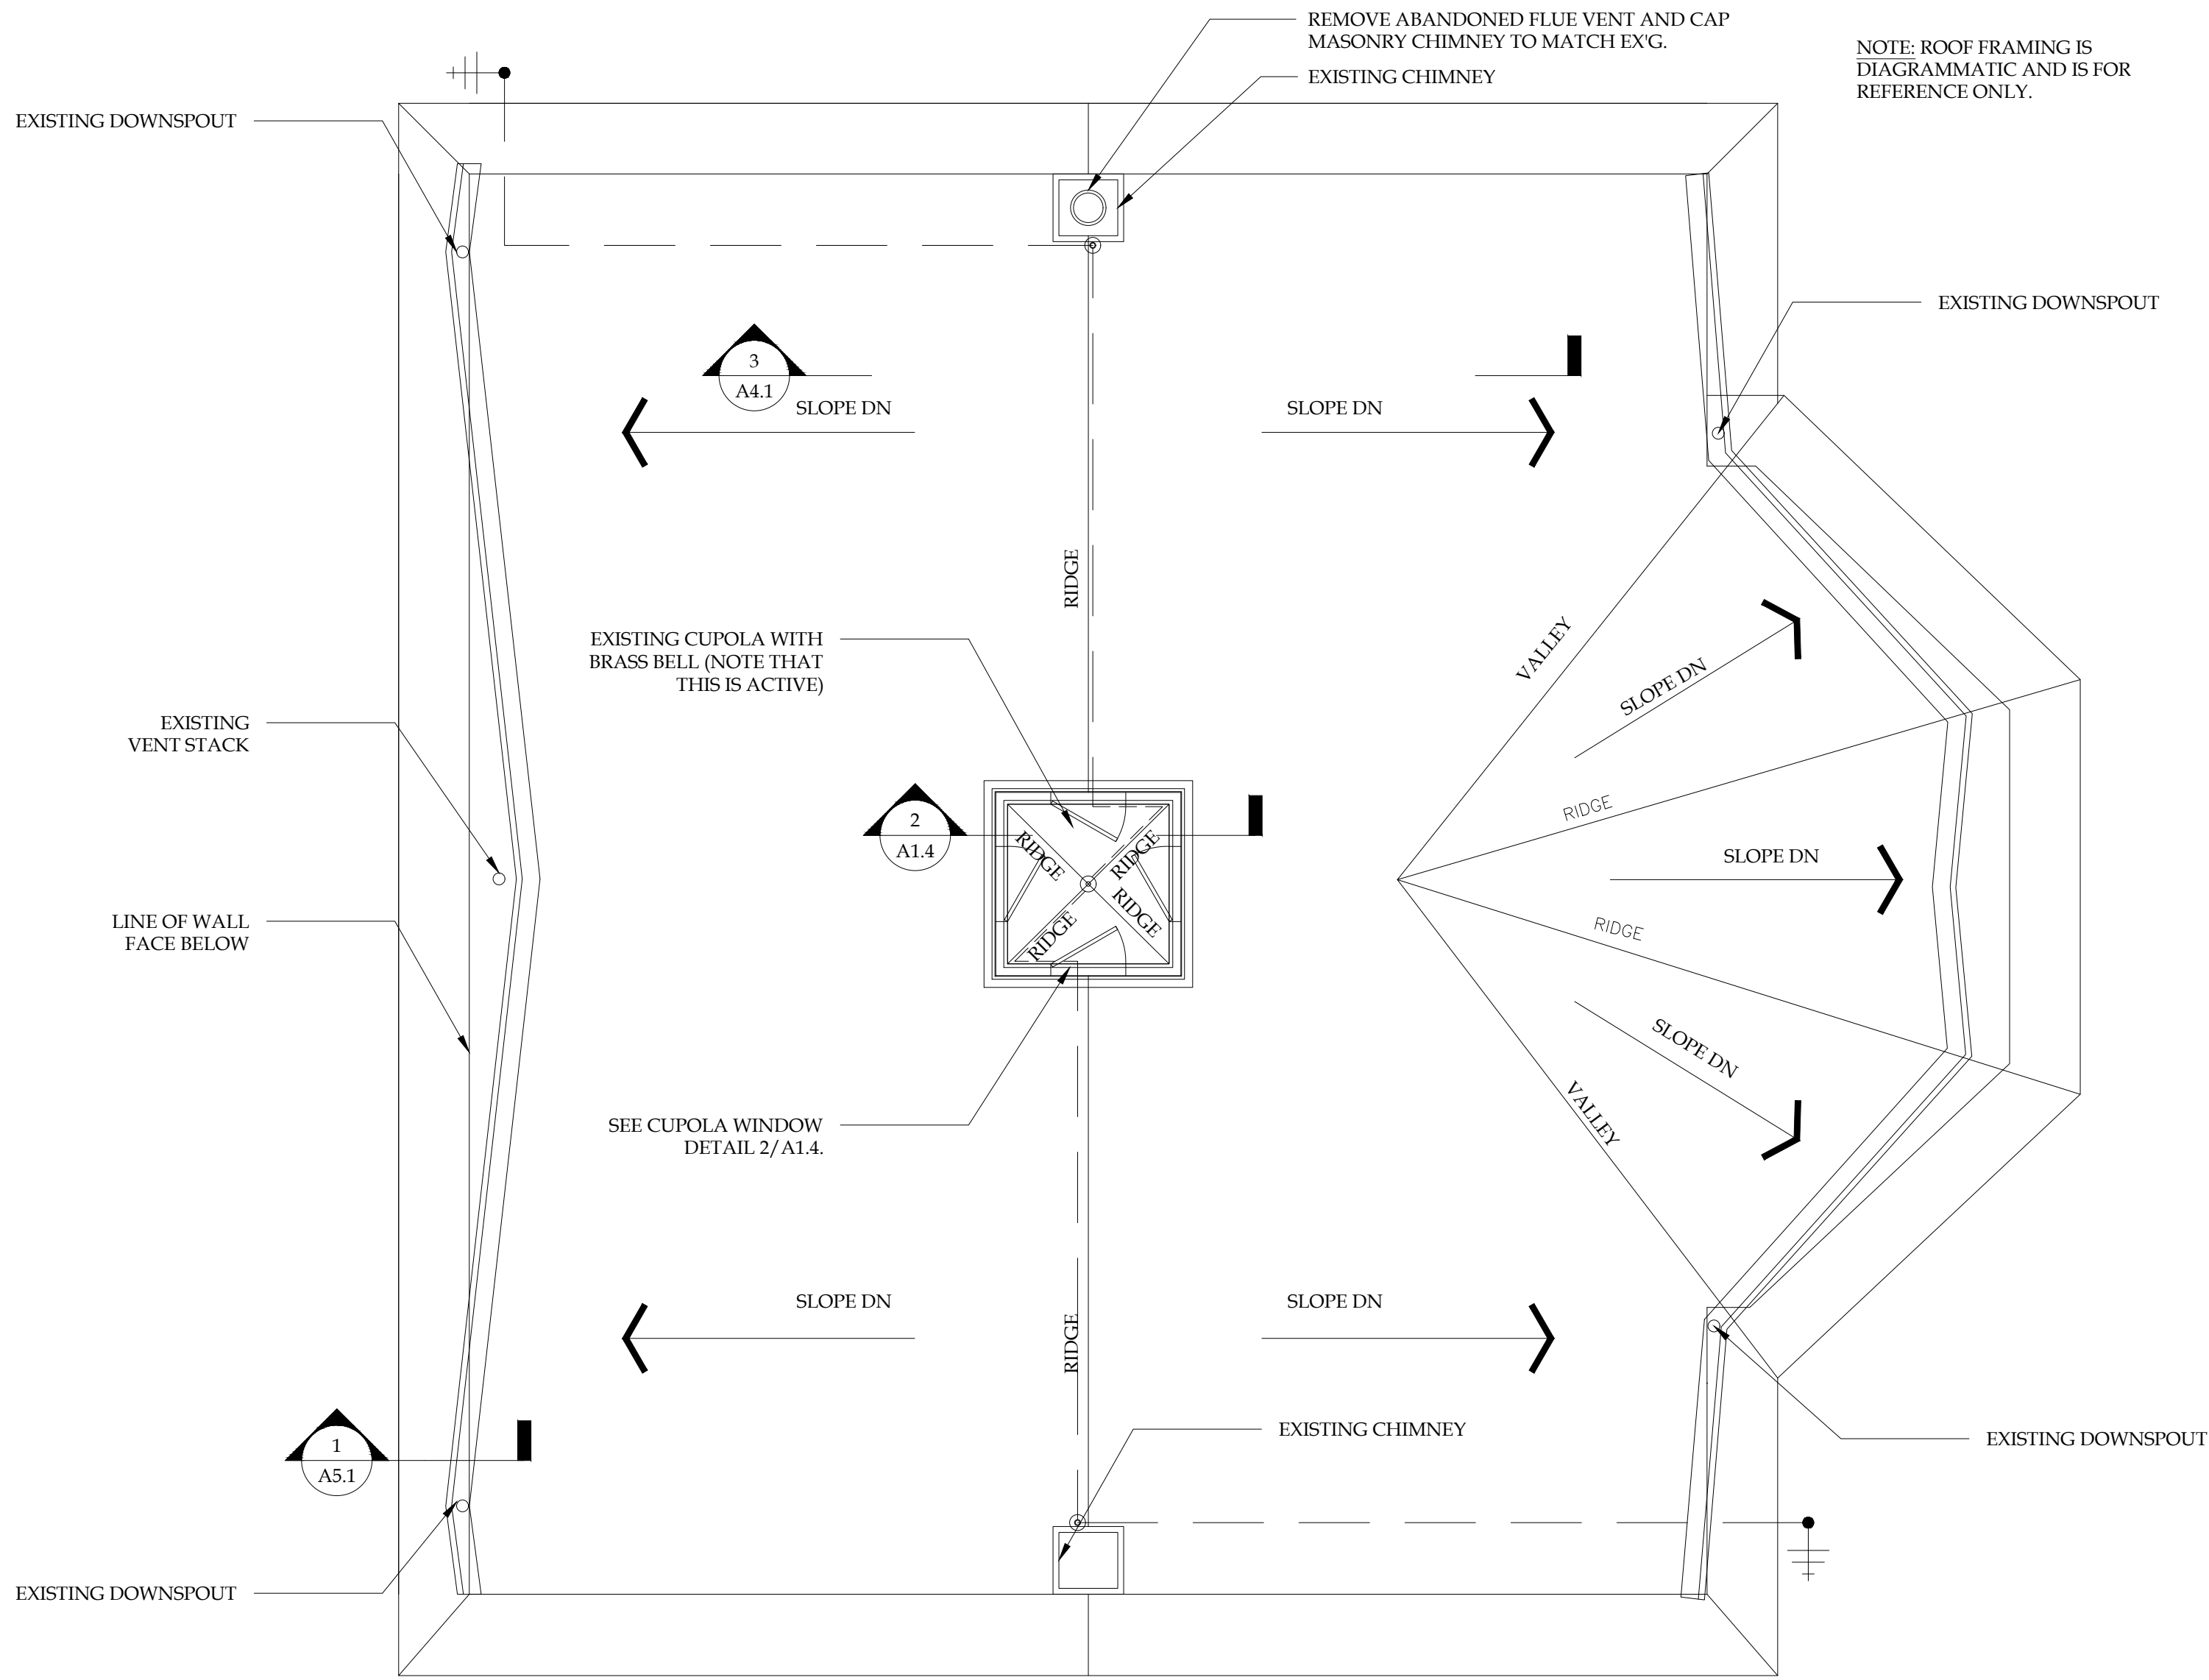 REMOVE ABANDONED FLUE VENT AND CAP
MASONRY CHIMNEY TO MATCH EX'G.
NOTE: ROOF FRAMING IS
DIAGRAMMATIC AND IS FOR
REFERENCE ONLY.
EXISTING CHIMNEY
EXISTING DOWNSPOUT
EXISTING DOWNSPOUT
3
A4.1
SLOPE DN
SLOPE DN
RIDGE
EXISTING CUPOLA WITH
BRASS BELL (NOTE THAT
THIS IS ACTIVE)
VALLEY
SLOPE DN
EXISTING
VENT STACK
RIDGE
2
A1.4
RIDGE
RIDGE
RIDGE
RIDGE
SLOPE DN
LINE OF WALL
FACE BELOW
RIDGE
SLOPE DN
SEE CUPOLA WINDOW
DETAIL 2/A1.4.
VALLEY
SLOPE DN
SLOPE DN
RIDGE
EXISTING CHIMNEY
EXISTING DOWNSPOUT
1
A5.1
EXISTING DOWNSPOUT